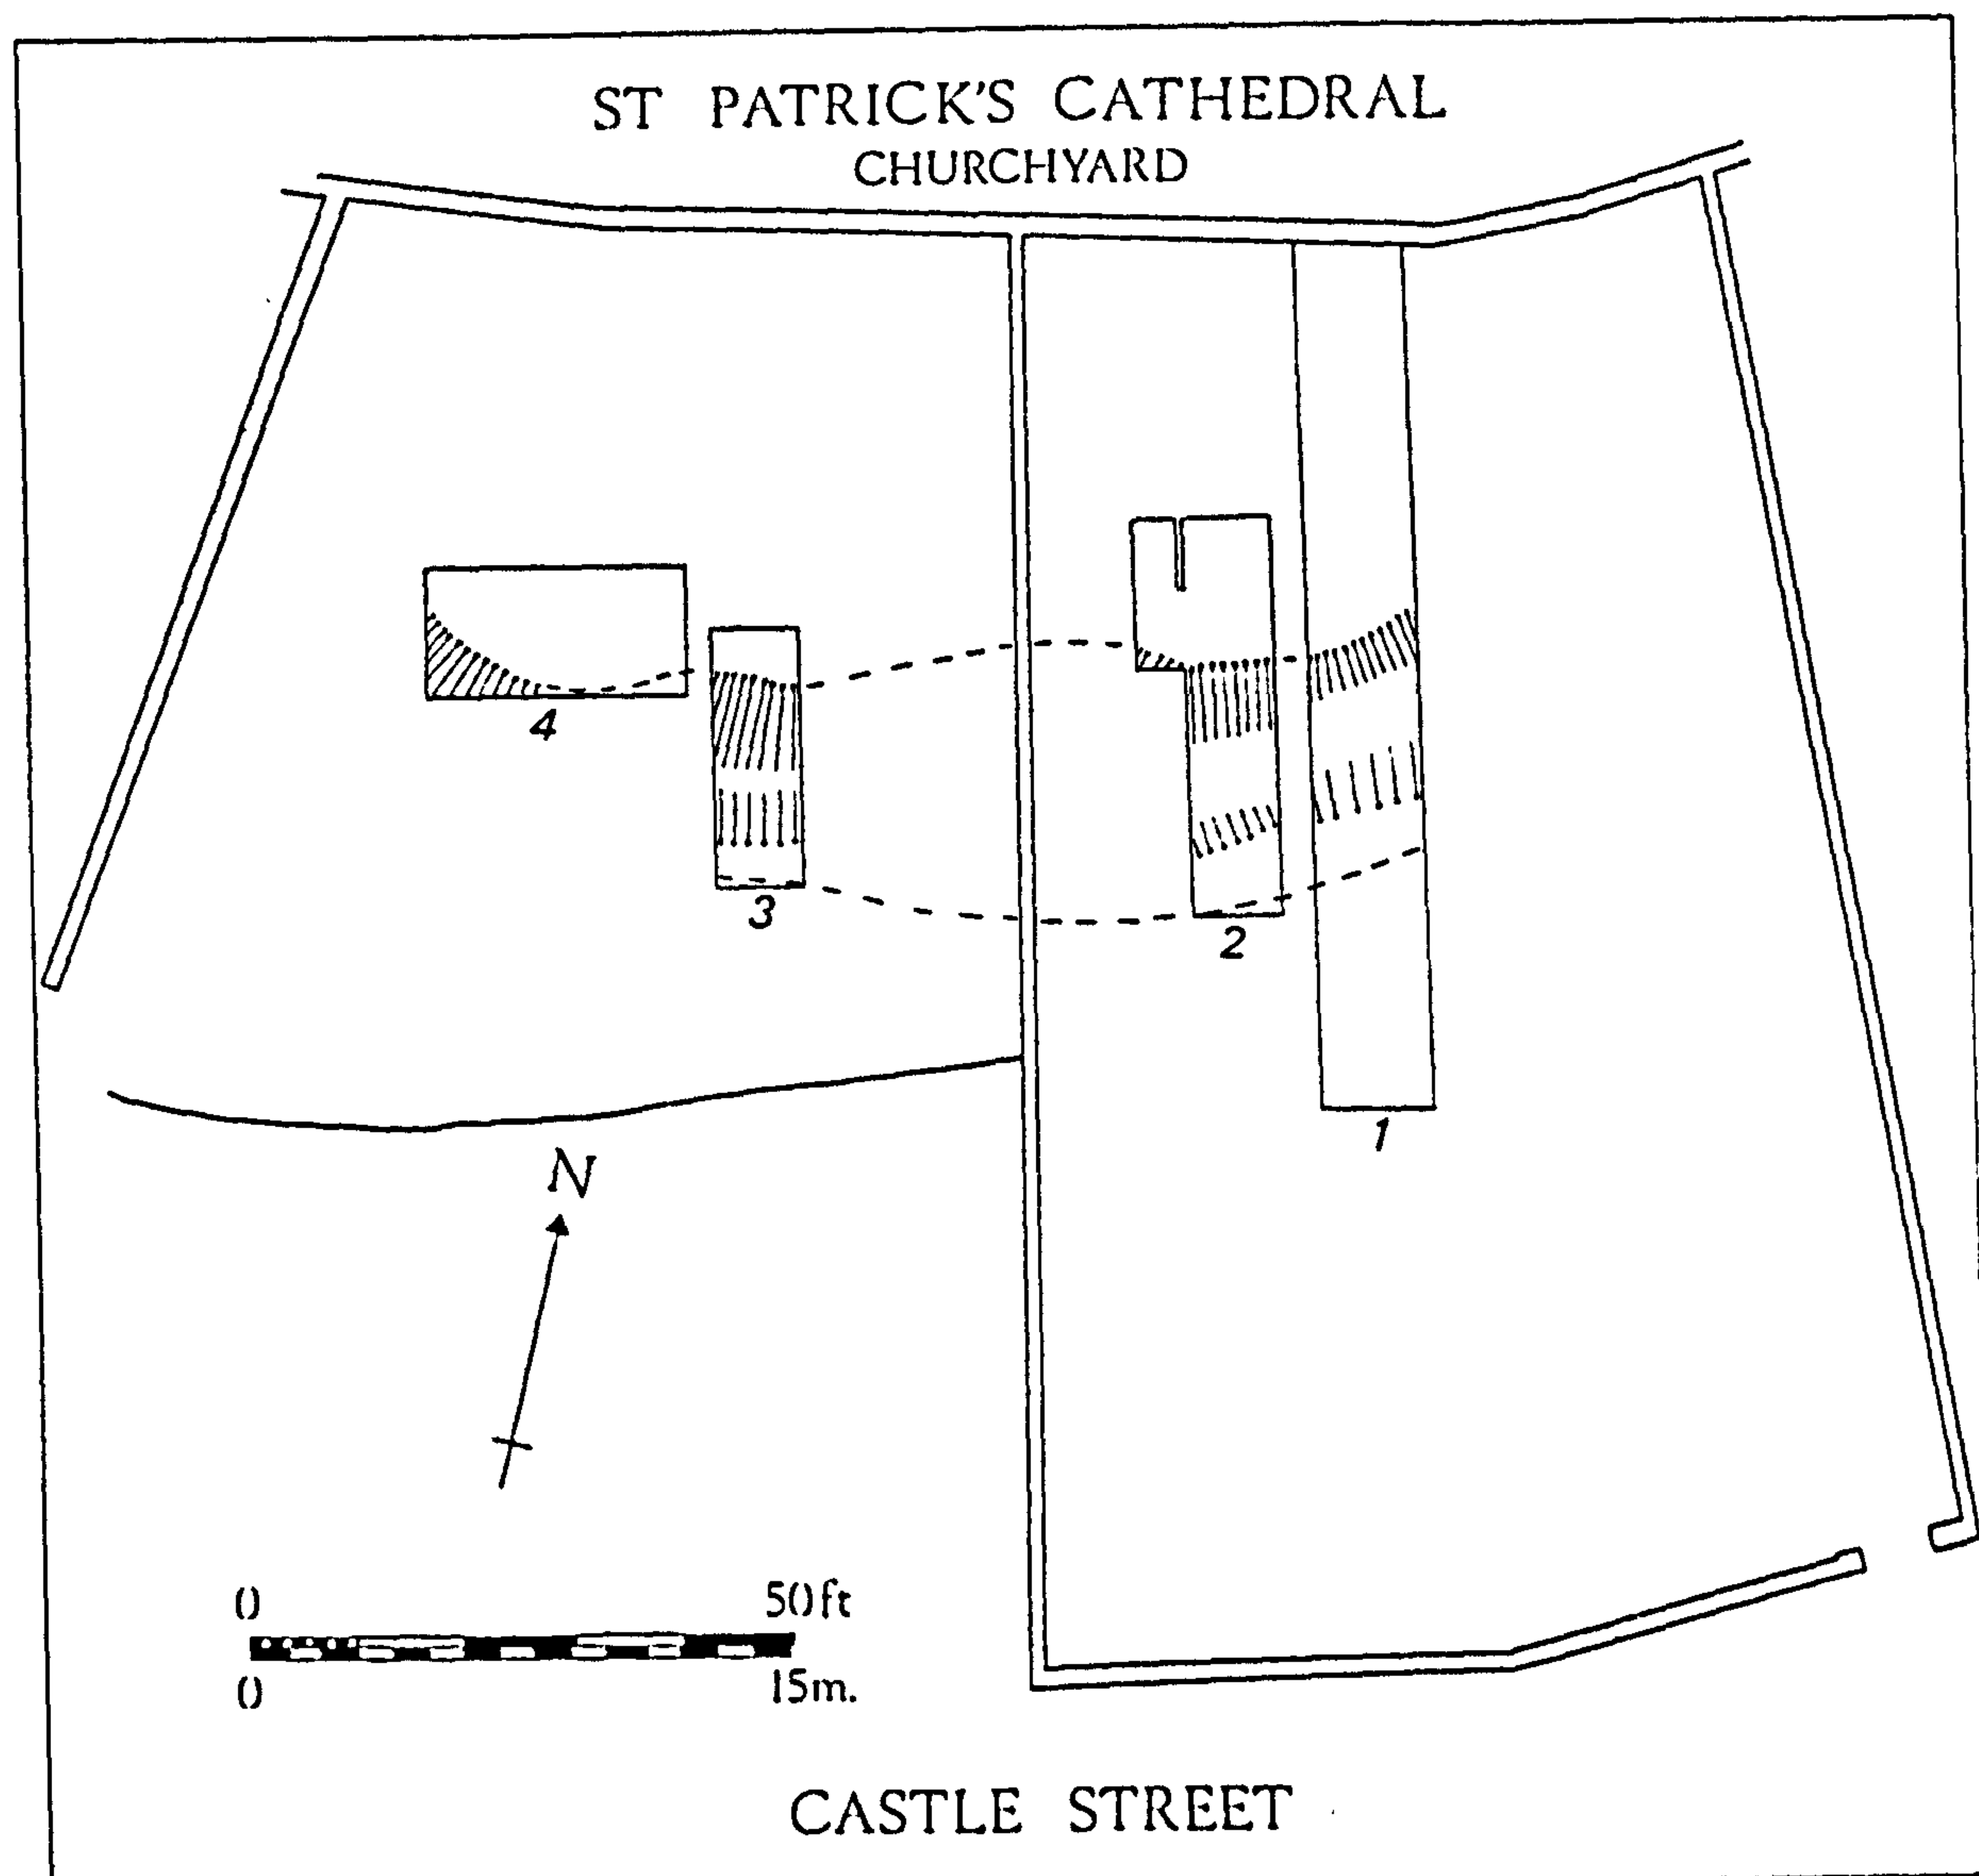 ST PATRICK'S CATHEDRAL
CHURCHYARD
4
3
2
1
N
0 50ft
0 15m.
CASTLE STREET